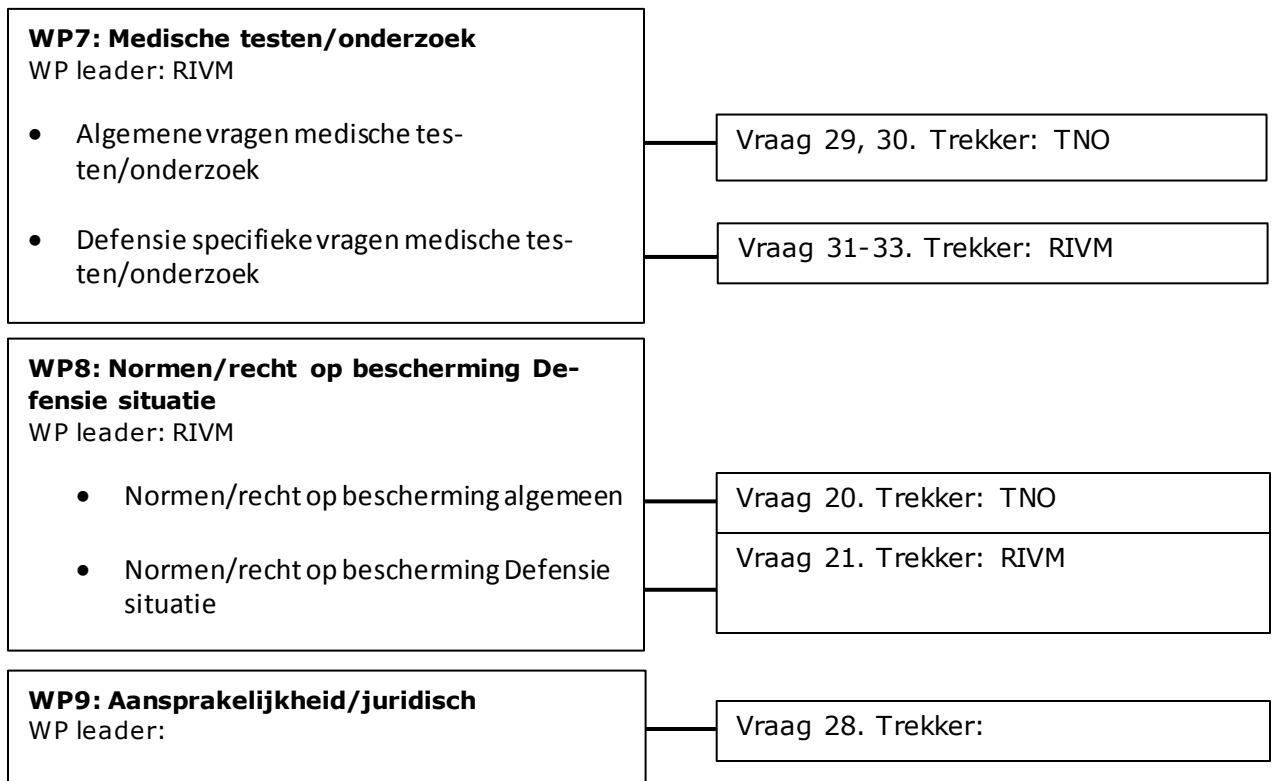 WP7: Medische testen/onderzoek
WP leader: RIVM
• Algemene vragen medische tes-
ten/onderzoek
Vraag 29, 30. Trekker: TNO
• Defensie specifieke vragen medische tes-
ten/onderzoek
Vraag 31-33. Trekker: RIVM
WP8: Normen/recht op bescherming De-
fensie situatie
WP leader: RIVM
• Normen/recht op bescherming algemeen
Vraag 20. Trekker: TNO
• Normen/recht op bescherming Defensie
situatie
Vraag 21. Trekker: RIVM
WP9: Aansprakelijkheid/juridisch
WP leader:
Vraag 28. Trekker: